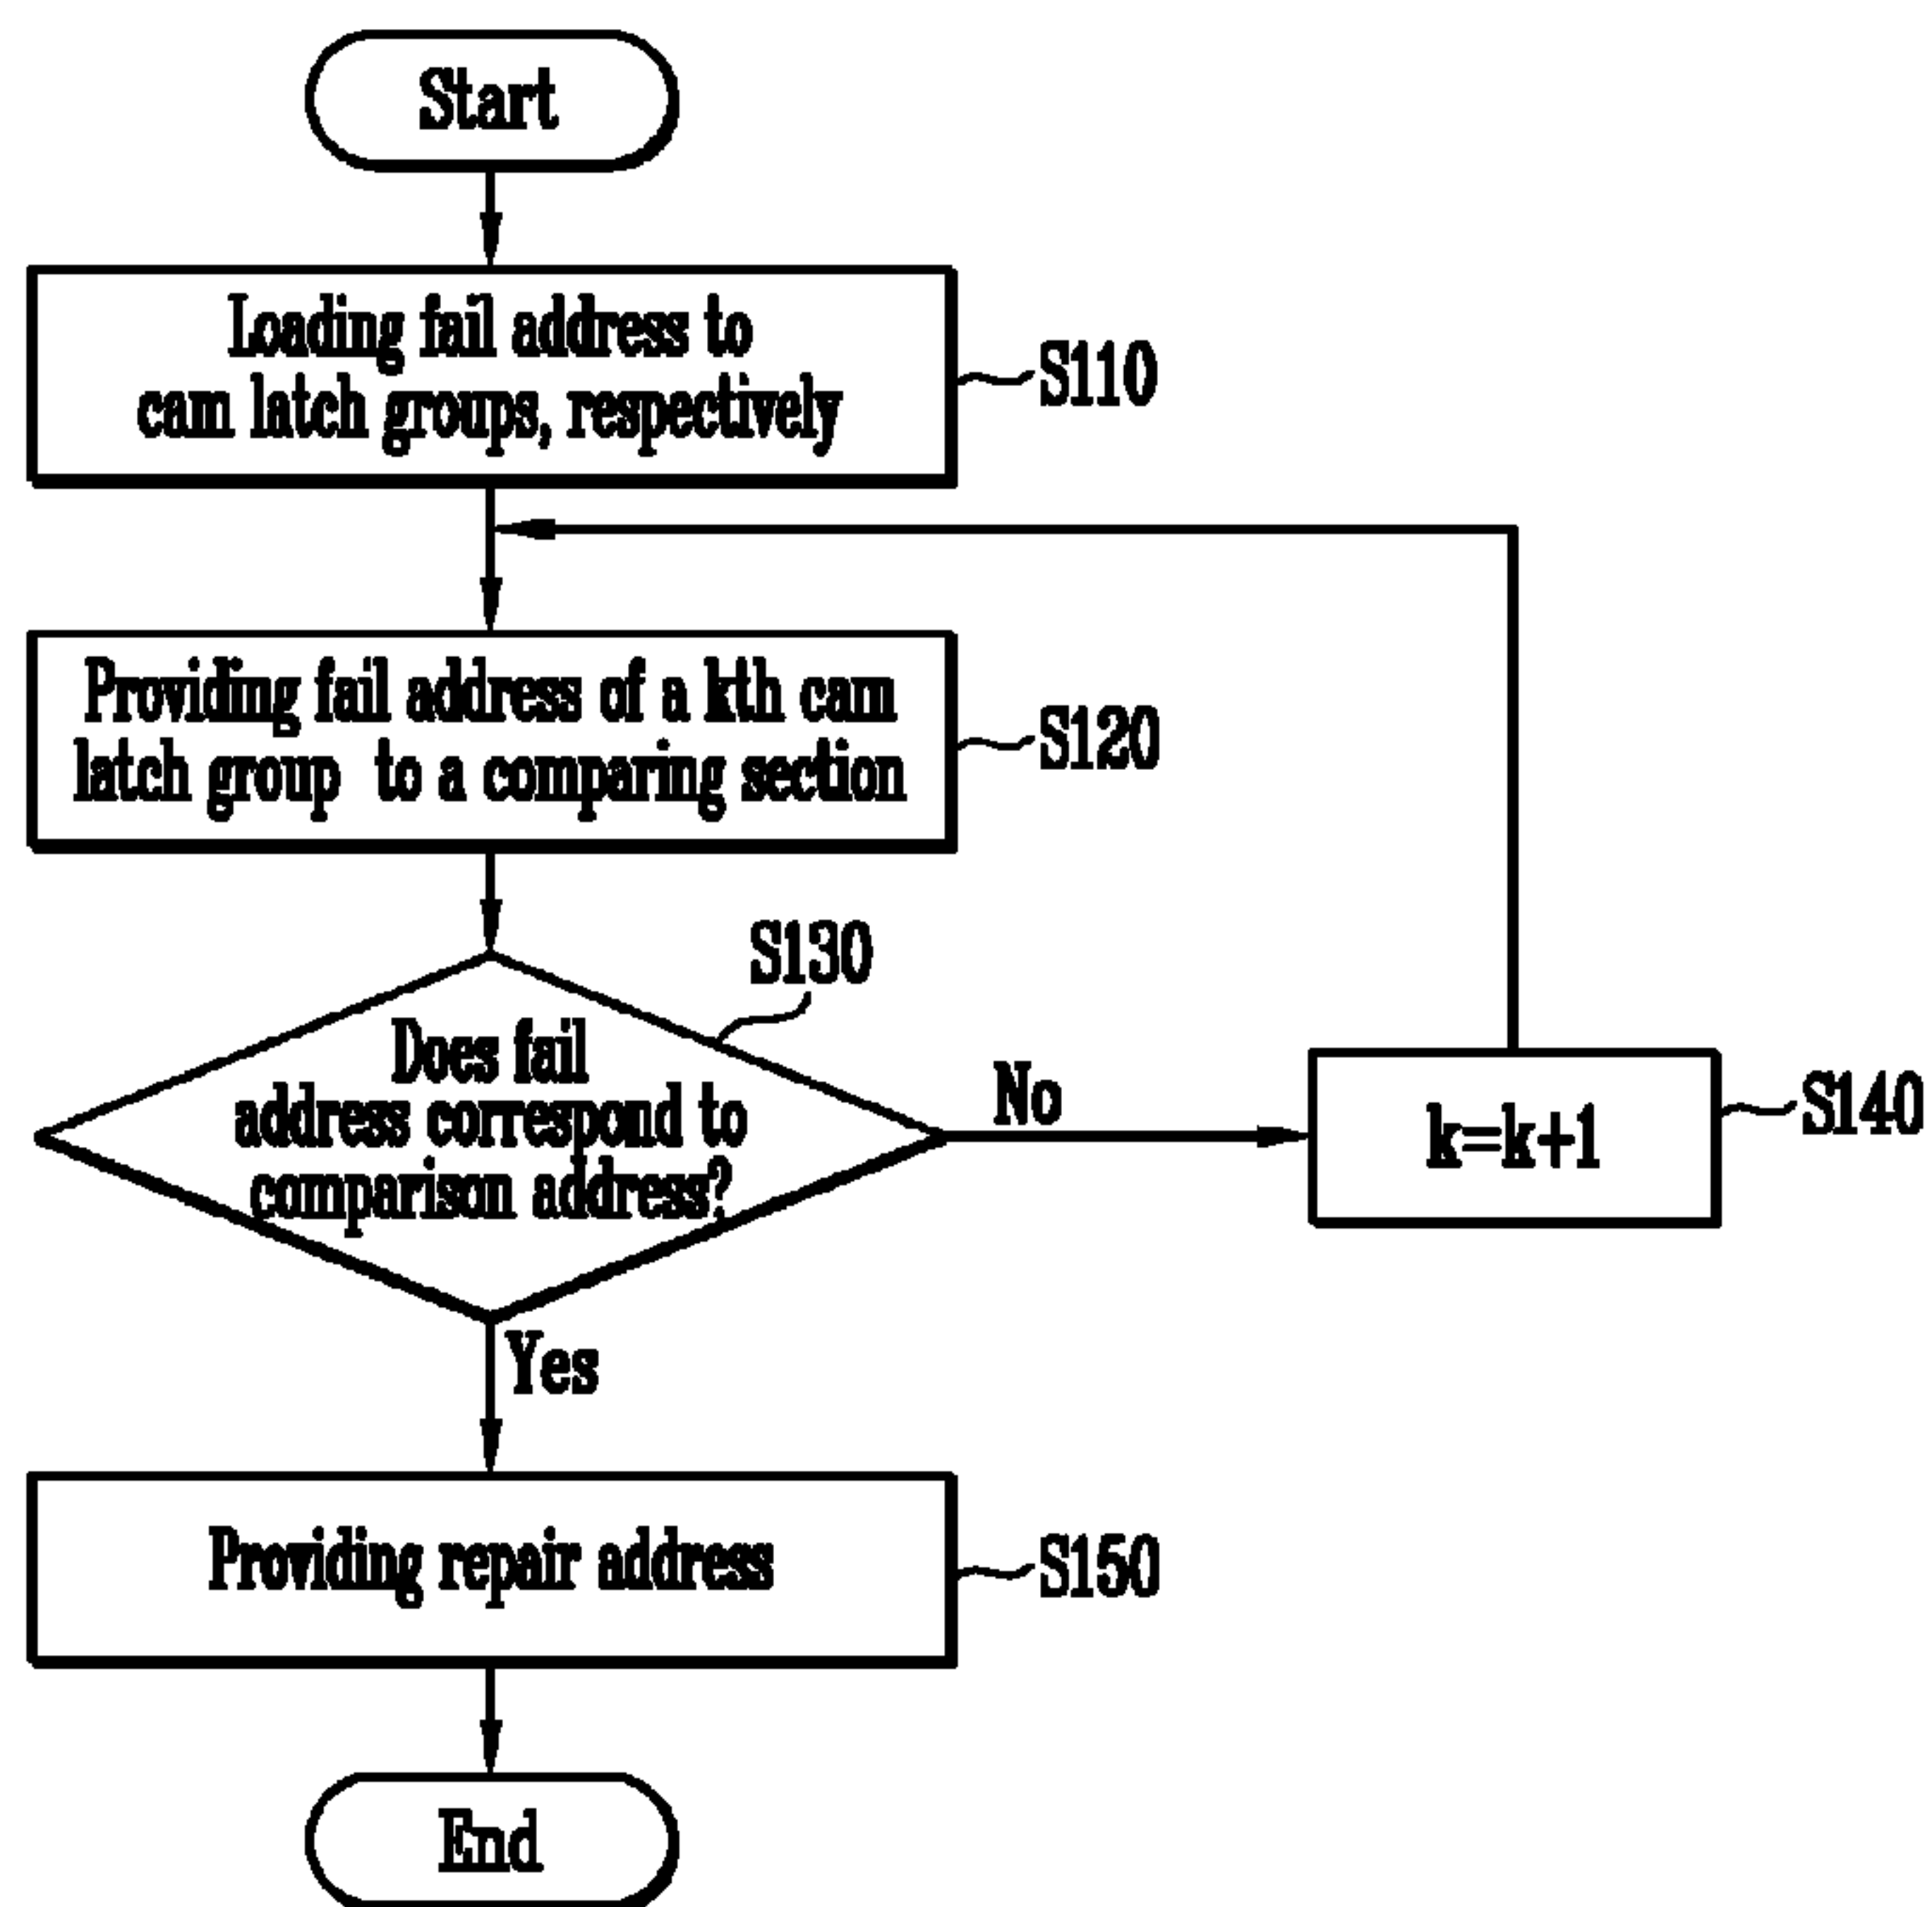 Start
Loading fail address to
cam latch groups, respectively
S110
Providing fail address of a kth cam
latch group to a comparing section
S120
S130
Does fail
address correspond to
comparison address?
No
k=k+1
S140
Yes
Providing repair address
S150
End